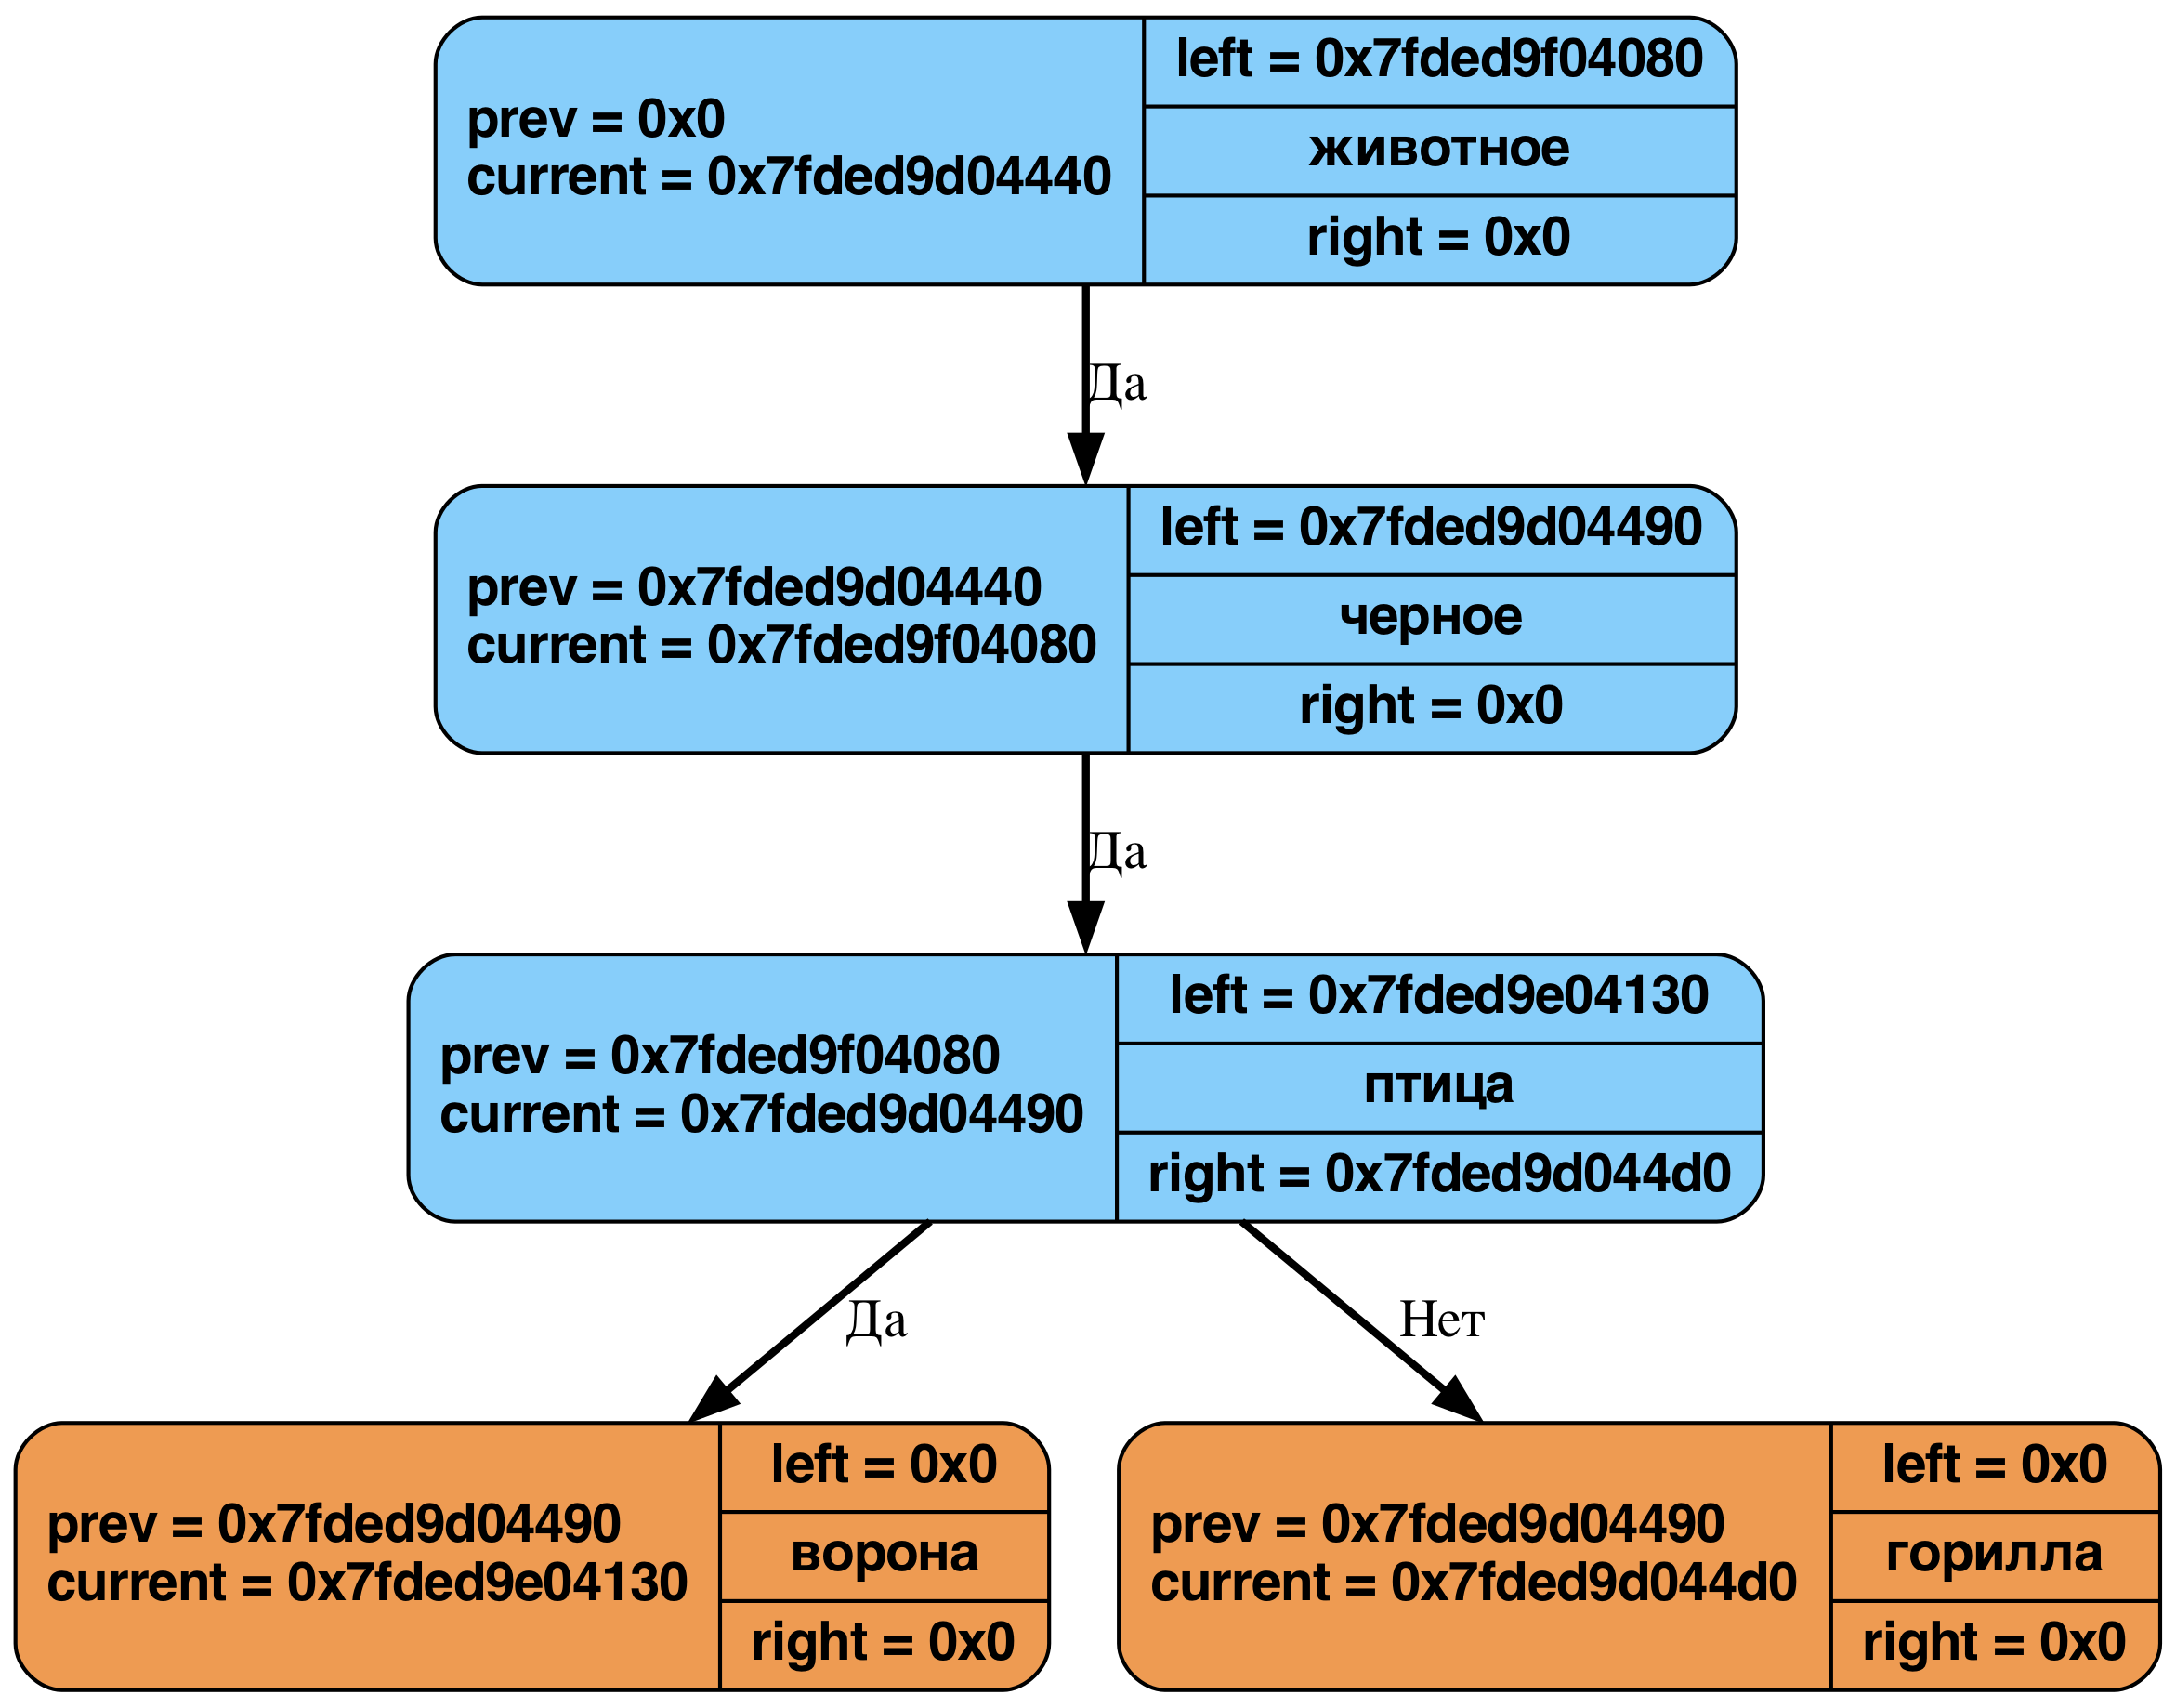 prev = 0x0
current = 0x7fded9d04440
left = 0x7fded9f04080
животное
right = 0x0
Да
prev = 0x7fded9d04440
current = 0x7fded9f04080
left = 0x7fded9d04490
черное
right = 0x0
Да
prev = 0x7fded9f04080
current = 0x7fded9d04490
left = 0x7fded9e04130
птица
right = 0x7fded9d044d0
Да
Нет
prev = 0x7fded9d04490
current = 0x7fded9e04130
left = 0x0
ворона
right = 0x0
prev = 0x7fded9d04490
current = 0x7fded9d044d0
left = 0x0
горилла
right = 0x0